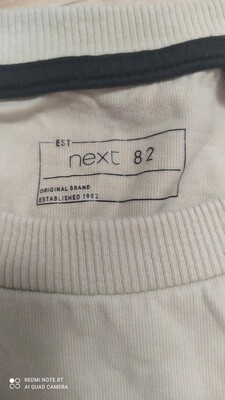 EST
next 82
ORIGINAL BRAND
ESTABLISHED 1982.
REDMI NOTE 8T
AI QUAD CAMERA